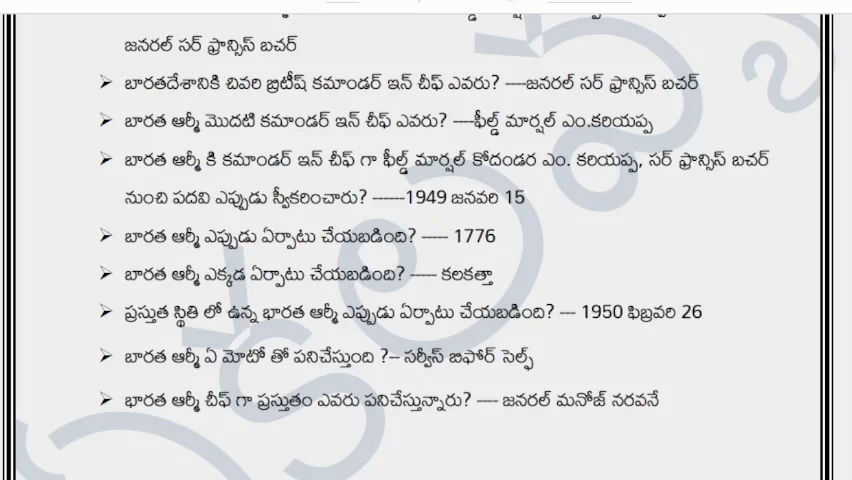 జనరల్ సర్ ఫ్రాన్సిస్ బచర్
➢ బారతదేశానికి చివరి బ్రిటీష్ కమాండర్ ఇన్ చీఫ్ ఎవరు? ----జనరల్ సర్ ఫ్రాన్సిస్ బచర్
➢ బారత ఆర్మీ మొదటి కమాండర్ ఇన్ చీఫ్ ఎవరు? ----ఫీల్డ్ మార్షల్ ఎం.కరియప్ప
➢ బారత ఆర్మీ కి కమాండర్ ఇన్ చీఫ్ గా ఫీల్డ్ మార్షల్ కోదండర ఎం. కరియప్ప, సర్ ఫ్రాన్సిస్ బచర్
నుంచి పదవి ఎప్పుడు స్వీకరించారు? ------1949 జనవరి 15
➢ బారత ఆర్మీ ఎప్పుడు ఏర్పాటు చేయబడింది? ----- 1776
➢ బారత ఆర్మీ ఎక్కడ ఏర్పాటు చేయబడింది? ----- కలకత్తా
➢ ప్రస్తుత స్థితి లో ఉన్న భారత ఆర్మీ ఎప్పుడు ఏర్పాటు చేయబడింది? --- 1950 ఫిబ్రవరి 26
➢ బారత ఆర్మీ ఏ మోటో తో పనిచేస్తుంది ?-- సర్వీస్ బిఫోర్ సెల్ఫ్
➢ భారత ఆర్మీ చీఫ్ గా ప్రస్తుతం ఎవరు పనిచేస్తున్నారు? ---- జనరల్ మనోజ్ నరవనే